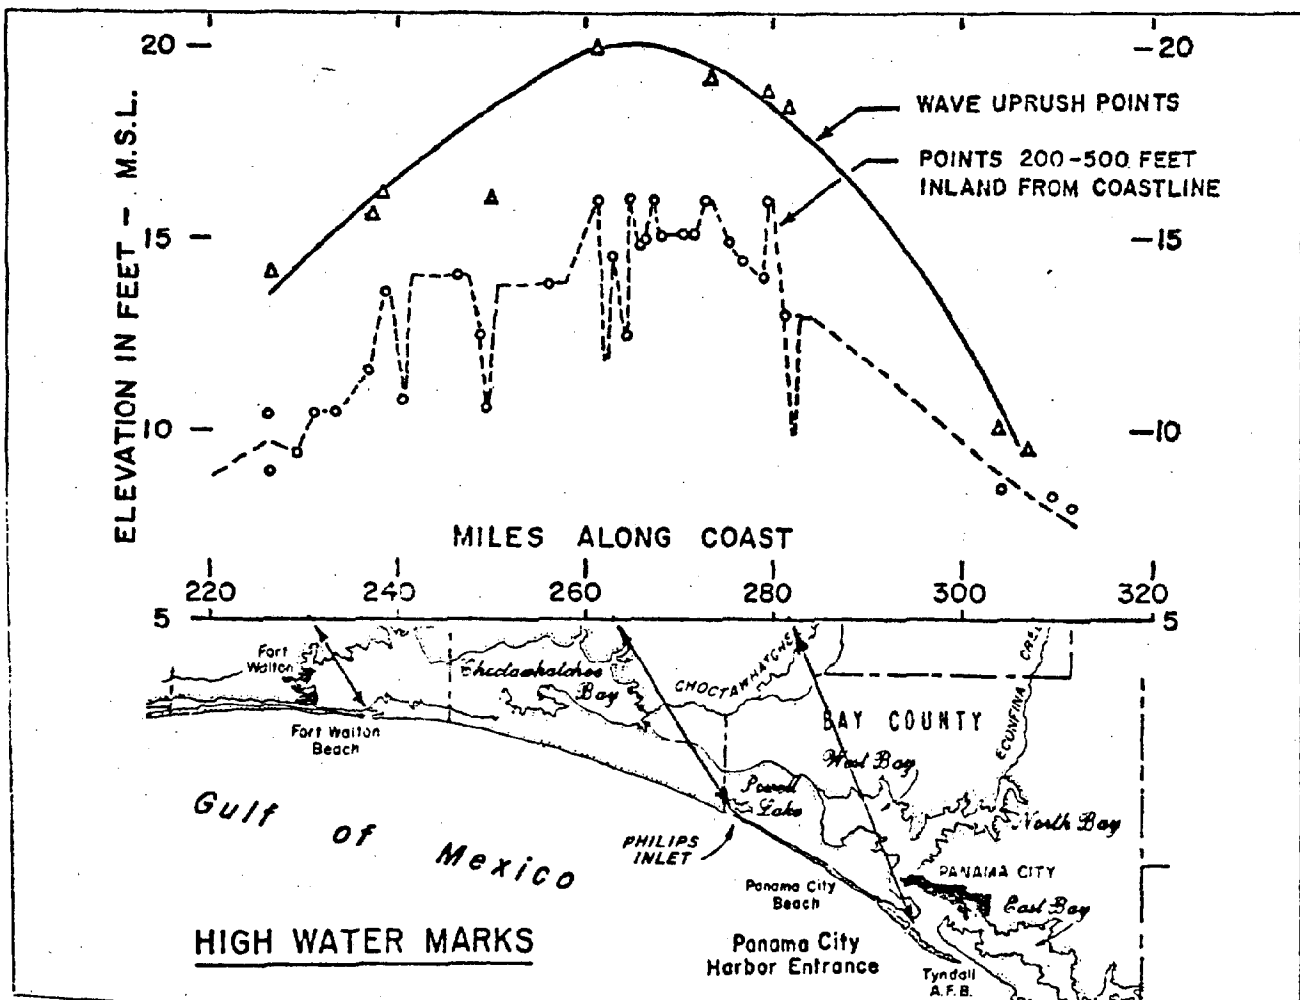 20
20
WAVE UPRUSH POINTS
POINTS 200-500 FEET
INLAND FROM COASTLINE
15
15
10
10
ELEVATION IN FEET - M.S.L.
MILES ALONG COAST
220
240
260
280
300
320
5
5
Fort
Walton
Choctawhatchee
Bay
CHOCTAWHATCHEE
BAY COUNTY
ECONFINA
Fort Walton
Beach
West Bay
Powell
Lake
North Bay
Gulf of Mexico
PHILIPS
INLET
PANAMA CITY
Panama City
Beach
East Bay
HIGH WATER MARKS
Panama City
Harbor Entrance
Tyndall
A.F.B.